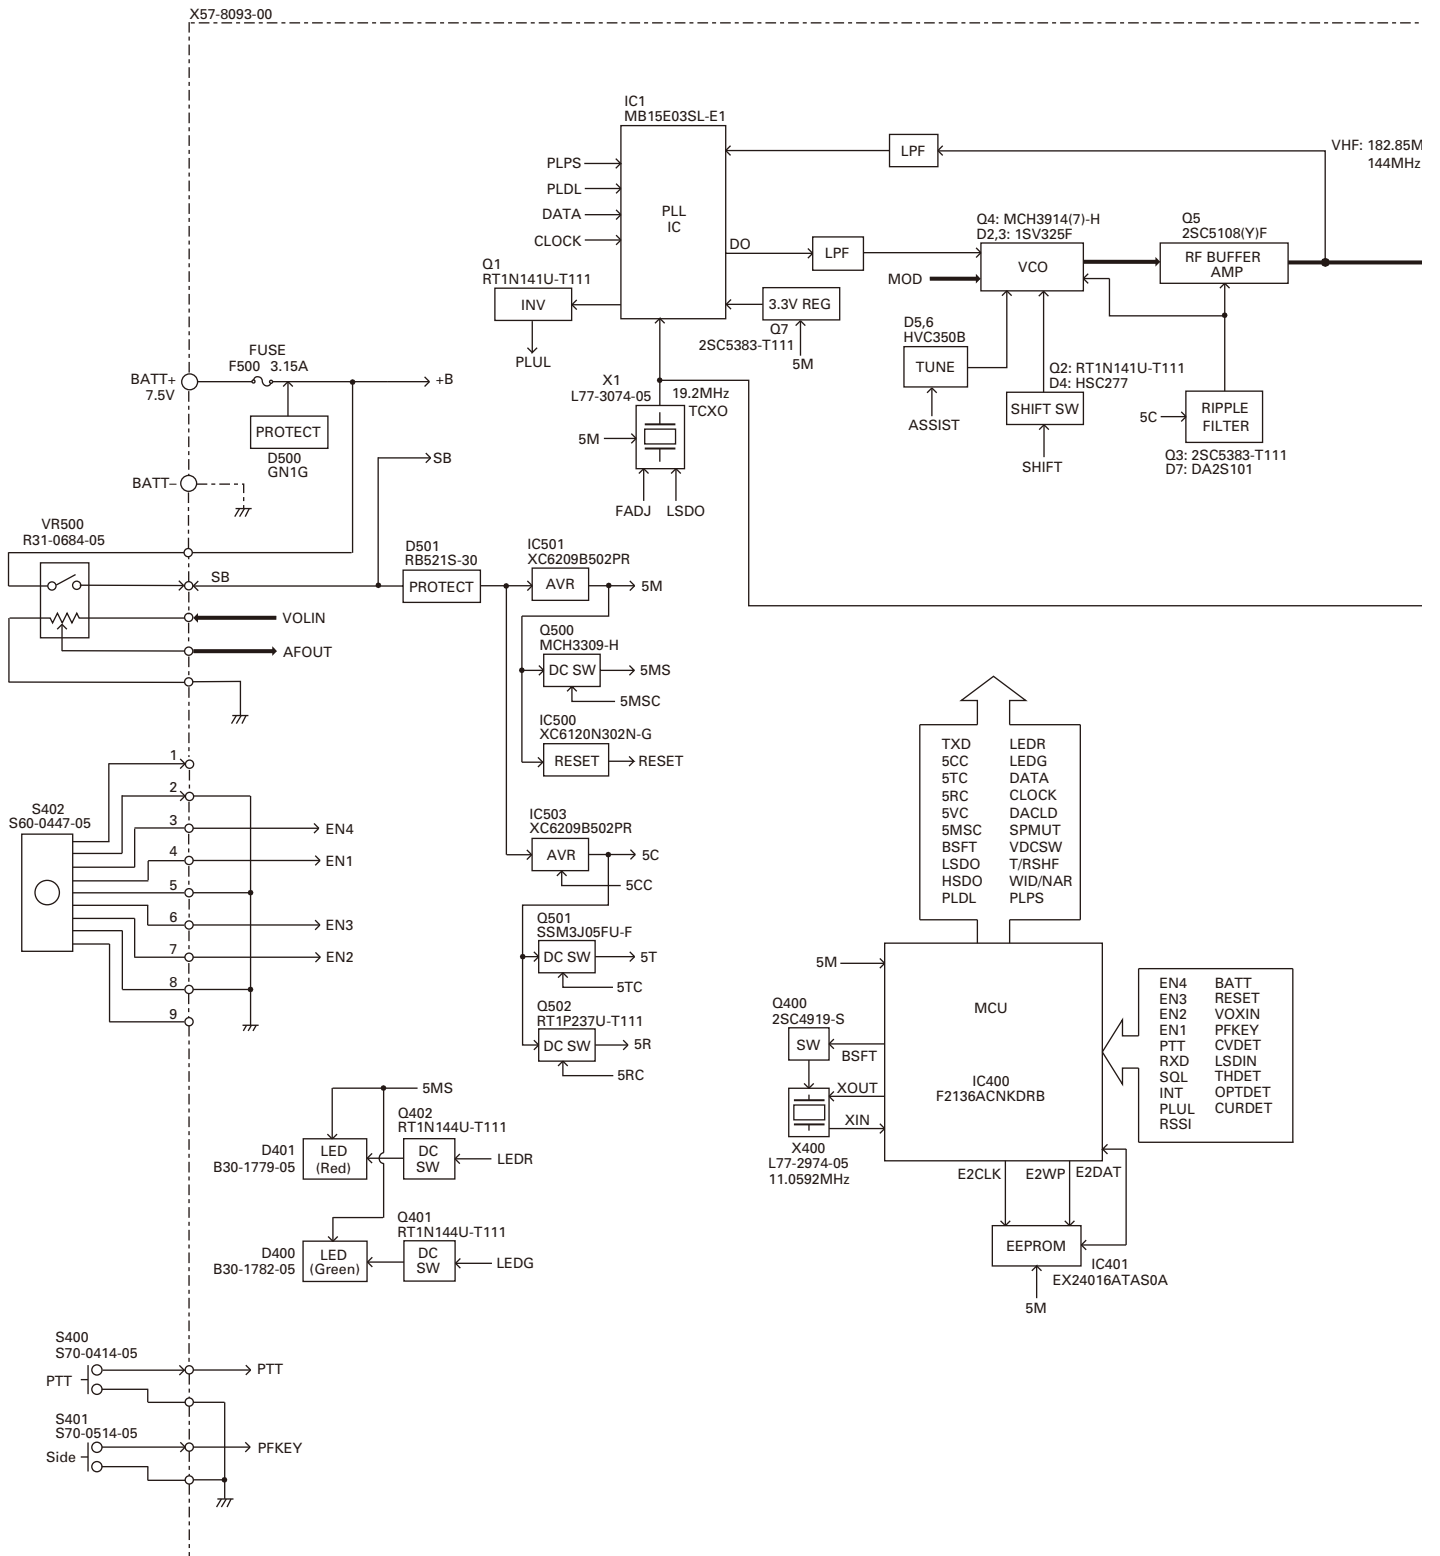 X57-8093-00
IC1
MB15E03SL-E1
PLPS
PLDL
DATA
CLOCK
PLL
IC
LPF
VHF: 182.85M
144MHz
DO
LPF
Q4: MCH3914(7)-H
D2,3: 1SV325F
VCO
MOD
Q5
2SC5108(Y)F
RF BUFFER
AMP
Q1
RT1N141U-T111
INV
PLUL
3.3V REG
Q7
2SC5383-T111
5M
D5,6
HVC350B
TUNE
ASSIST
Q2: RT1N141U-T111
D4: HSC277
SHIFT SW
SHIFT
5C
RIPPLE
FILTER
Q3: 2SC5383-T111
D7: DA2S101
X1
L77-3074-05
19.2MHz
TCXO
5M
FADJ
LSDO
FUSE
F500 3.15A
BATT+
7.5V
+B
PROTECT
D500
GN1G
SB
BATT–
VR500
R31-0684-05
SB
VOLIN
AFOUT
D501
RB521S-30
PROTECT
IC501
XC6209B502PR
AVR
5M
Q500
MCH3309-H
DC SW
5MS
5MSC
IC500
XC6120N302N-G
RESET
RESET
IC503
XC6209B502PR
AVR
5C
5CC
Q501
SSM3J05FU-F
DC SW
5T
5TC
Q502
RT1P237U-T111
DC SW
5R
5RC
S402
S60-0447-05
1
2
3
EN4
4
EN1
5
6
EN3
7
EN2
8
9
TXD LEDR
5CC LEDG
5TC DATA
5RC CLOCK
5VC DACLD
5MSC SPMUT
BSFT VDCSW
LSDO T/RSHF
HSDO WID/NAR
PLDL PLPS
5M
MCU
IC400
F2136ACNKDRB
Q400
2SC4919-S
SW
BSFT
XOUT
XIN
X400
L77-2974-05
11.0592MHz
EN4 BATT
EN3 RESET
EN2 VOXIN
EN1 PFKEY
PTT CVDET
RXD LSDIN
SQL THDET
INT OPTDET
PLUL CURDET
RSSI
E2CLK
E2WP
E2DAT
EEPROM
IC401
EX24016ATAS0A
5M
5MS
Q402
RT1N144U-T111
D401
B30-1779-05
LED
(Red)
DC
SW
LEDR
Q401
RT1N144U-T111
D400
B30-1782-05
LED
(Green)
DC
SW
LEDG
S400
S70-0414-05
PTT
PTT
S401
S70-0514-05
Side
PFKEY